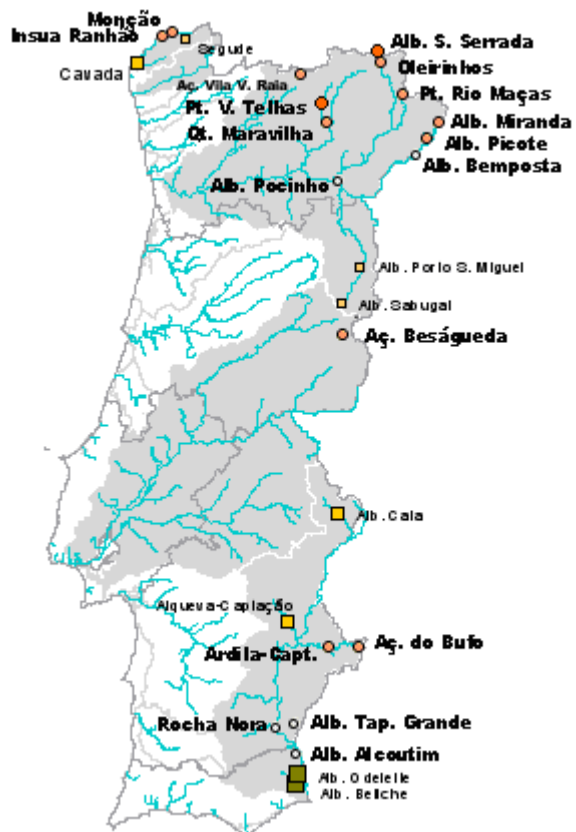 Monção
Insua Ranhão
Segude
Cavada
Alb. S. Serrada
Oleirinhos
Aç. Vila V. Raia
Pt. V. Telhas
Pt. Rio Maças
Qt. Maravilha
Alb. Miranda
Alb. Picote
Alb. Bemposta
Alb. Pocinho
Alb. Porto S. Miguel
Alb. Sabugal
Aç. Beságueda
Alb. Caia
Alqueva-Captação
Ardila-Capt.
Aç. do Bufo
Rocha Nora
Alb. Tap. Grande
Alb. Alcoutim
Alb. Odeleite
Alb. Beliche